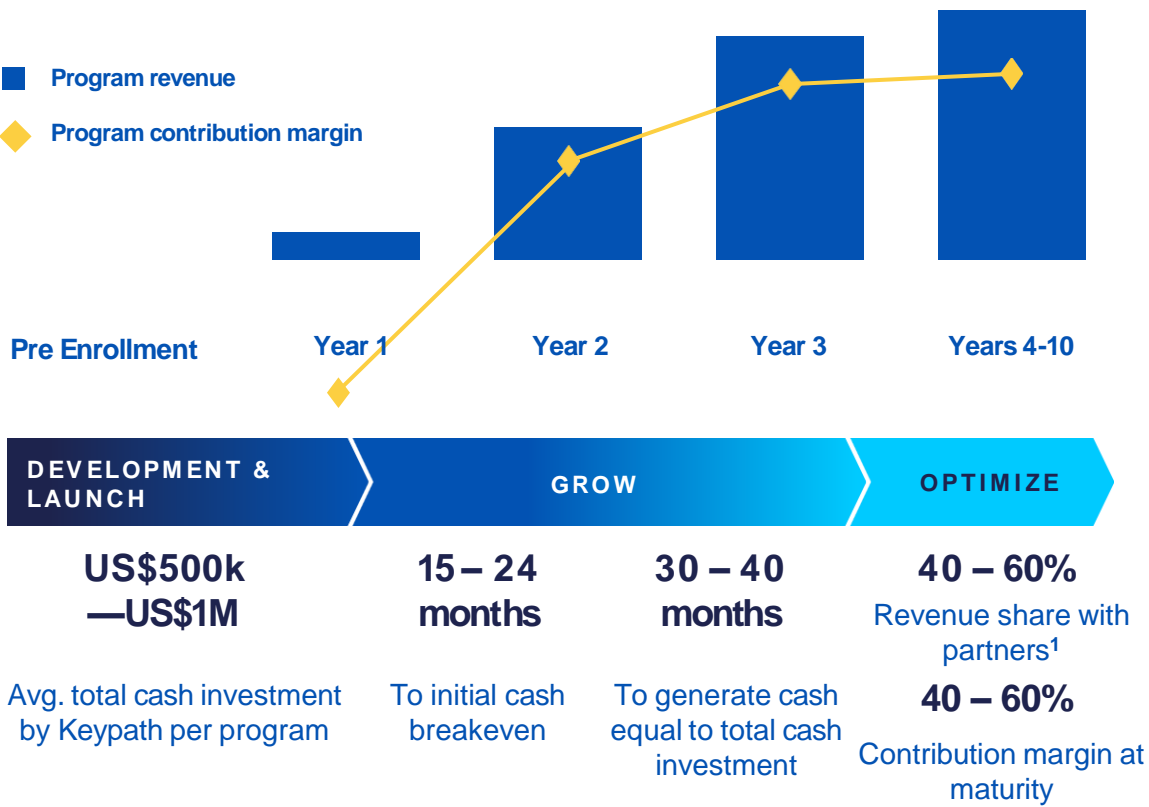 Program revenue
Program contribution margin
Pre Enrollment
Year 1
Year 2
Year 3
Years 4-10
DEVELOPMENT &
LAUNCH
GROW
OPTIMIZE
US$500k
—US$1M
Avg. total cash investment
by Keypath per program
15 – 24
months
To initial cash
breakeven
30 – 40
months
To generate cash
equal to total cash
investment
40 – 60%
Revenue share with
partners¹
40 – 60%
Contribution margin at
maturity